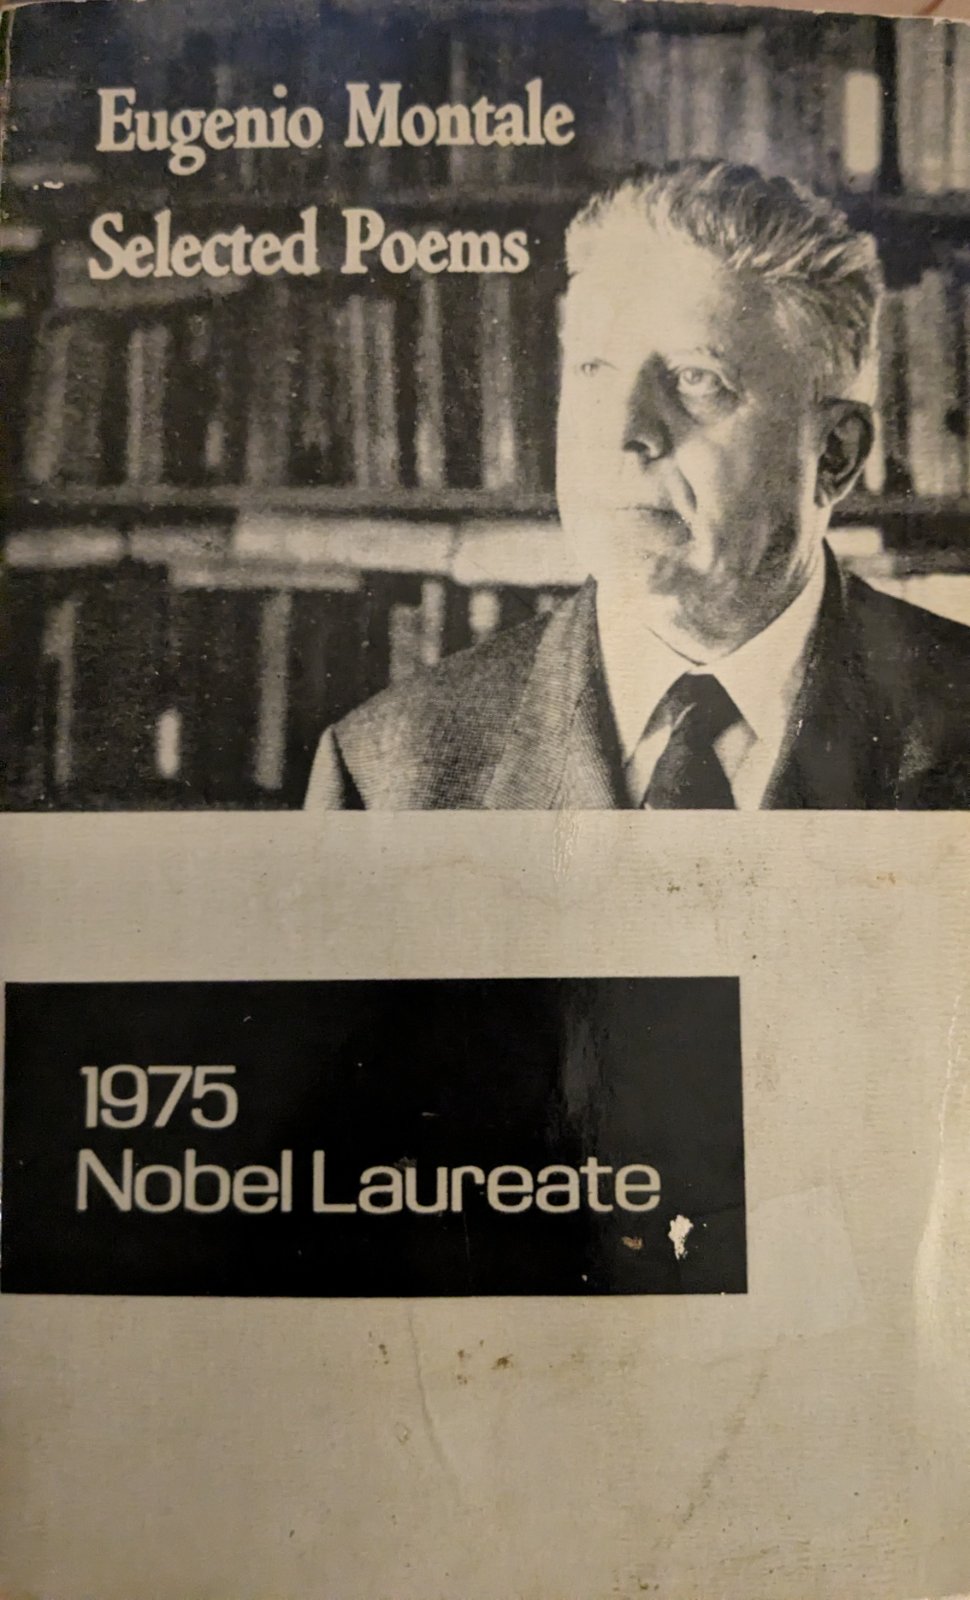 Eugenio Montale
Selected Poems
1975
Nobel Laureate